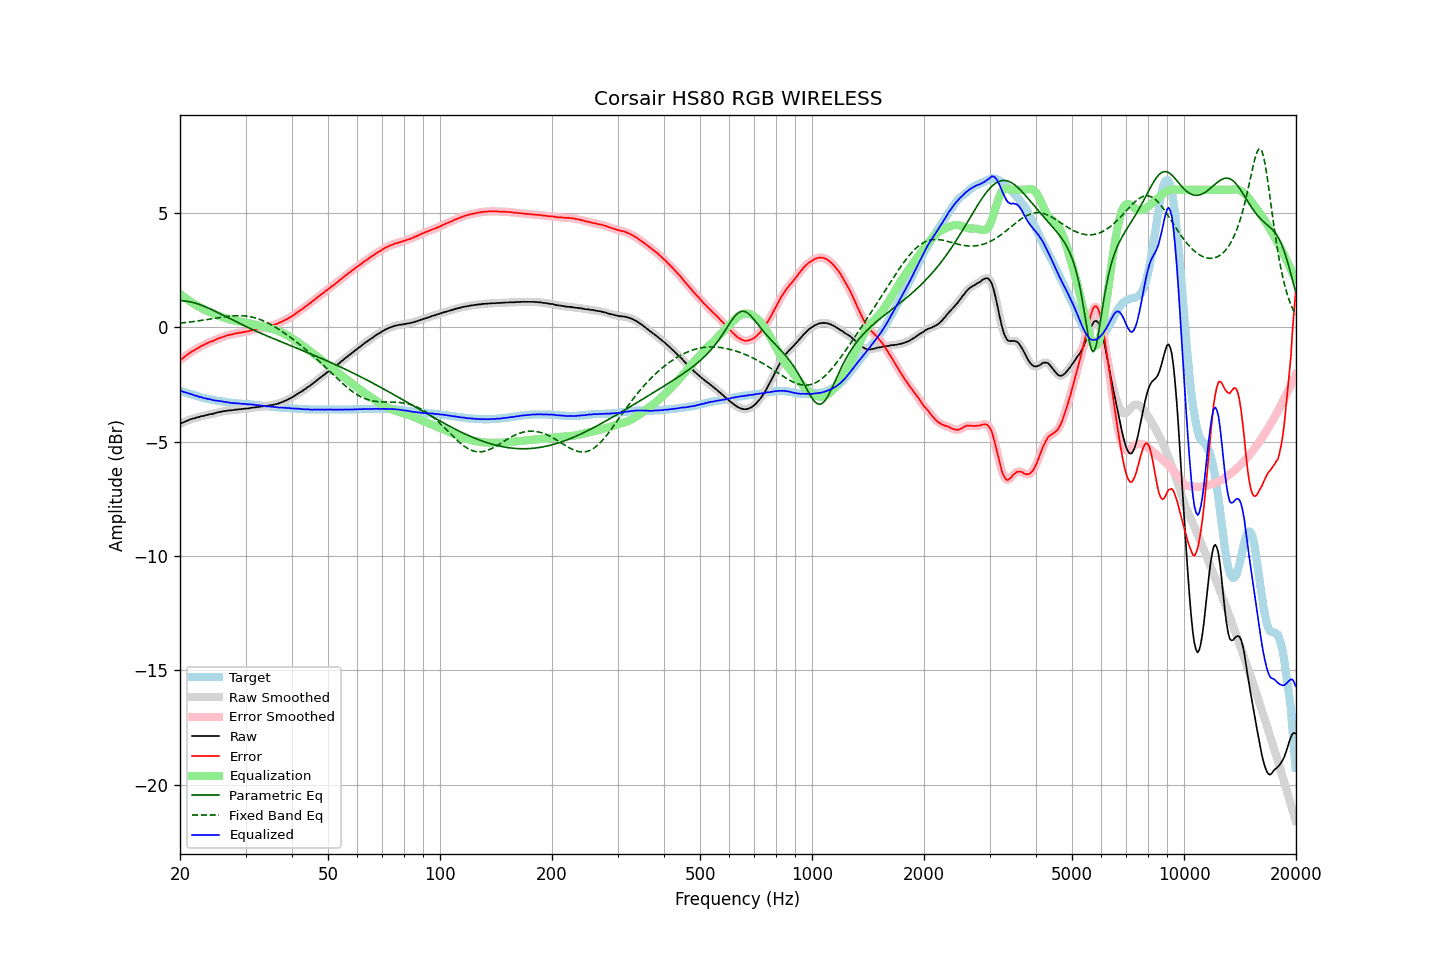 Corsair HS80 RGB WIRELESS
Amplitude (dBr)
5
0
−5
−10
−15
−20
Target
Raw Smoothed
Error Smoothed
Raw
Error
Equalization
Parametric Eq
Fixed Band Eq
Equalized
20 50 100 200 500 1000 2000 5000 10000 20000
Frequency (Hz)